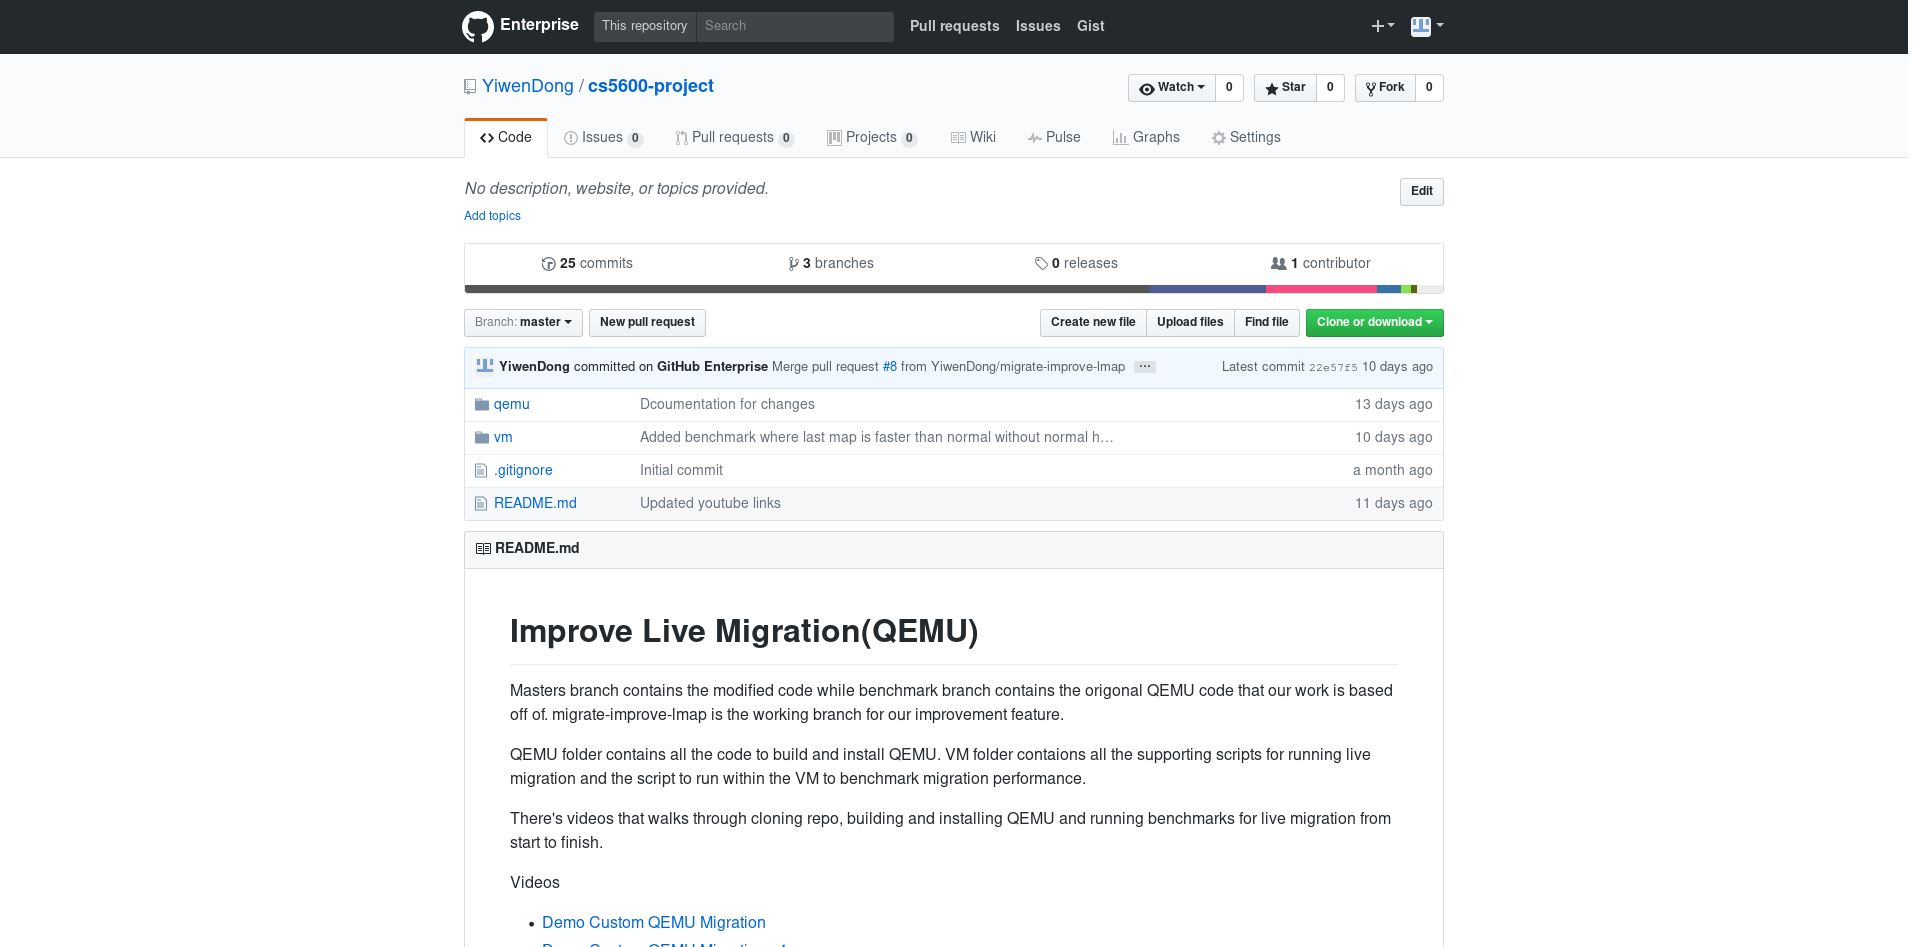 Enterprise This repository Search Pull requests Issues Gist
YiwenDong / cs5600-project Watch 0 Star 0 Fork 0
Code Issues 0 Pull requests 0 Projects 0 Wiki Pulse Graphs Settings
No description, website, or topics provided. Edit
Add topics
25 commits 3 branches 0 releases 1 contributor
Branch: master New pull request Create new file Upload files Find file Clone or download
YiwenDong committed on GitHub Enterprise Merge pull request #8 from YiwenDong/migrate-improve-lmap … Latest commit 22e57f5 10 days ago
qemu Dcoumentation for changes 13 days ago
vm Added benchmark where last map is faster than normal without normal h… 10 days ago
.gitignore Initial commit a month ago
README.md Updated youtube links 11 days ago
README.md
Improve Live Migration(QEMU)
Masters branch contains the modified code while benchmark branch contains the origonal QEMU code that our work is based
off of. migrate-improve-lmap is the working branch for our improvement feature.
QEMU folder contains all the code to build and install QEMU. VM folder contaions all the supporting scripts for running live
migration and the script to run within the VM to benchmark migration performance.
There's videos that walks through cloning repo, building and installing QEMU and running benchmarks for live migration from
start to finish.
Videos
• Demo Custom QEMU Migration